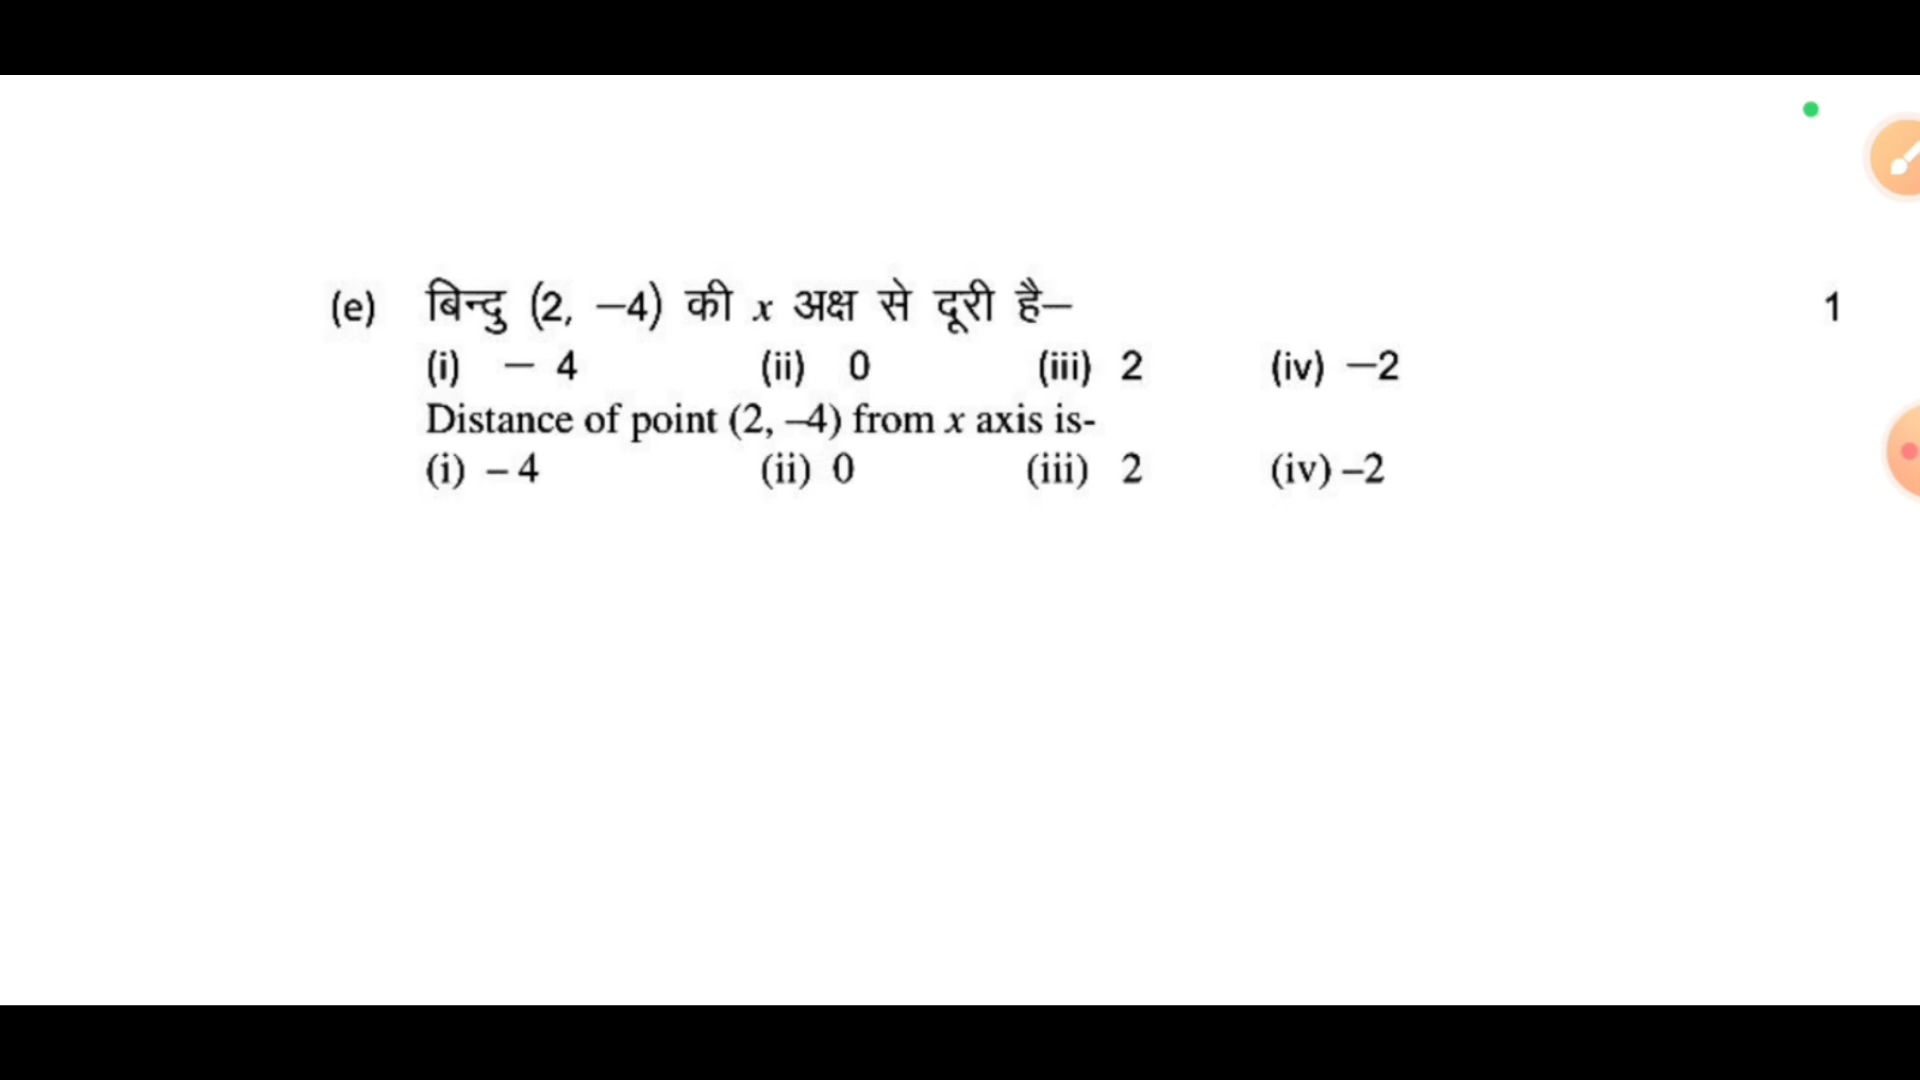 (e) बिन्दु (2, –4) की x अक्ष से दूरी है– 1
(i) – 4 (ii) 0 (iii) 2 (iv) –2
Distance of point (2, –4) from x axis is-
(i) – 4 (ii) 0 (iii) 2 (iv) –2